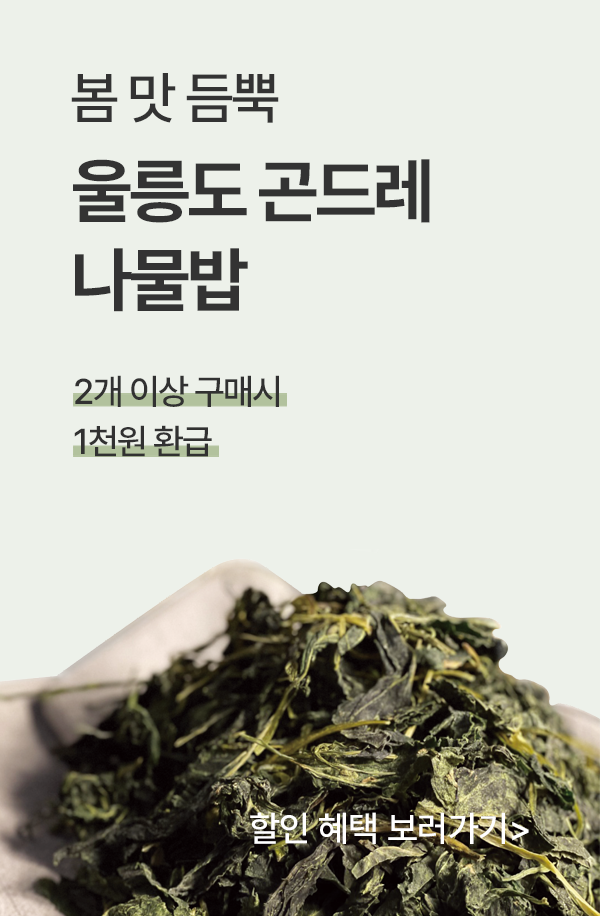 봄 맛 듬뿍
울릉도 곤드레
나물밥
2개 이상 구매시
1천원 환급
할인 혜택 보러가기>